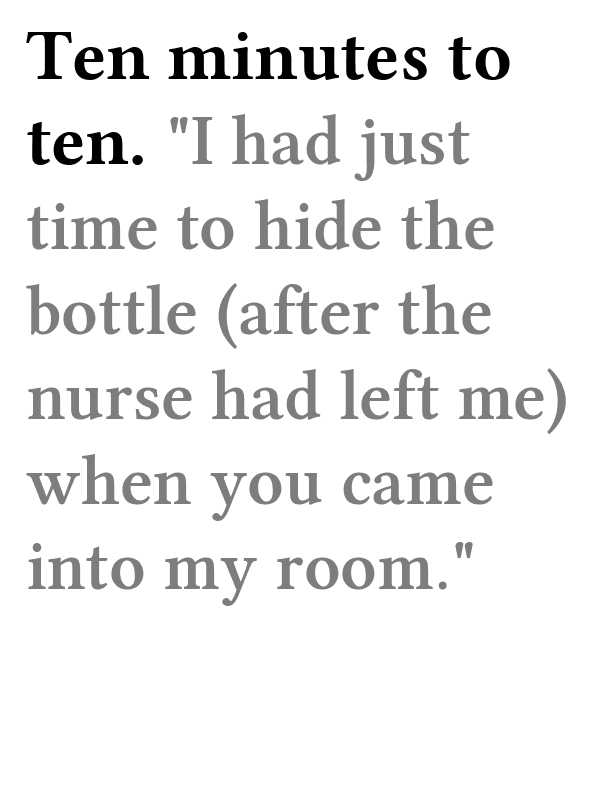 Ten minutes to
ten. "I had just
time to hide the
bottle (after the
nurse had left me)
when you came
into my room."